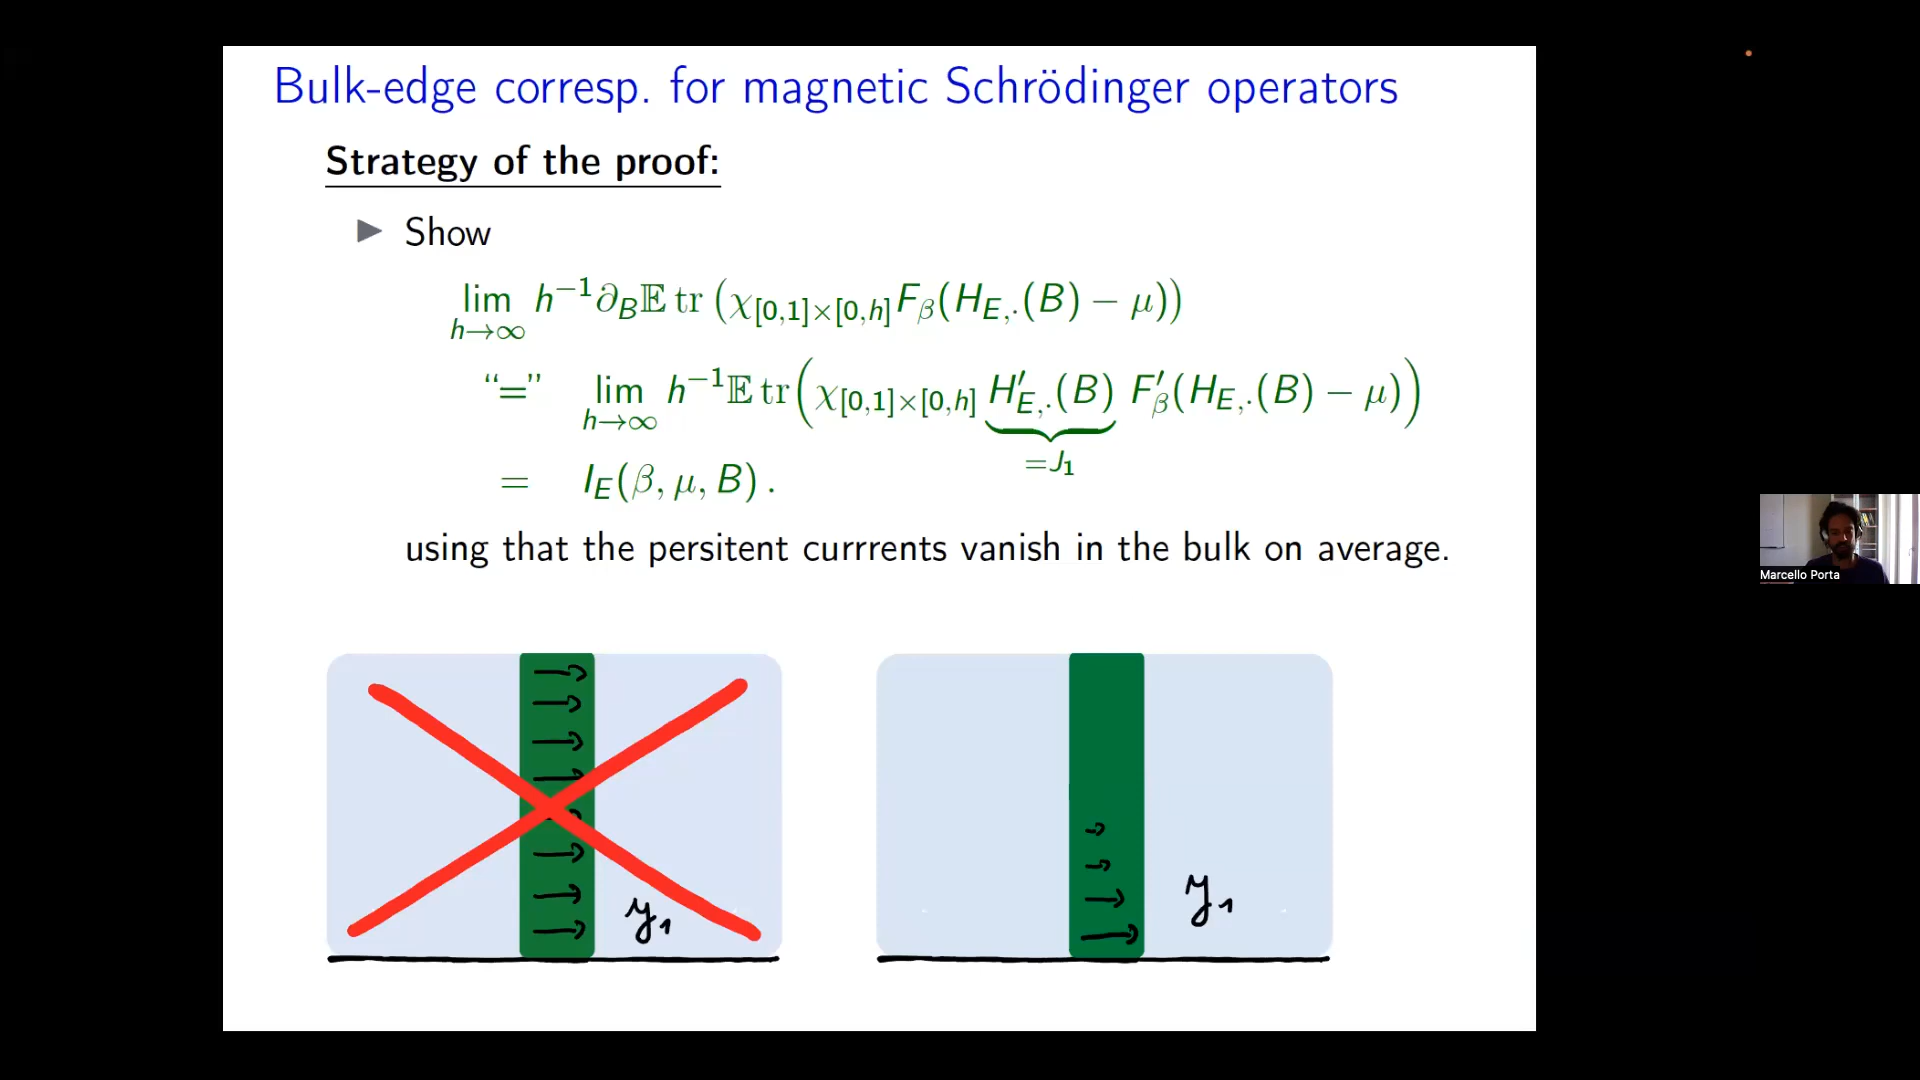 Bulk-edge corresp. for magnetic Schrödinger operators
Strategy of the proof:
▶ Show
lim_{h→∞} h^{-1} ∂_B 𝔼 tr (χ_{[0,1]×[0,h]} F_β(H_{E,·}(B) − μ))
“=” lim_{h→∞} h^{-1} 𝔼 tr(χ_{[0,1]×[0,h]} H'_{E,·}(B) F'_β(H_{E,·}(B) − μ))
=J_1
= I_E(β, μ, B) .
using that the persitent currrents vanish in the bulk on average.
J_1
J_1
Marcello Porta